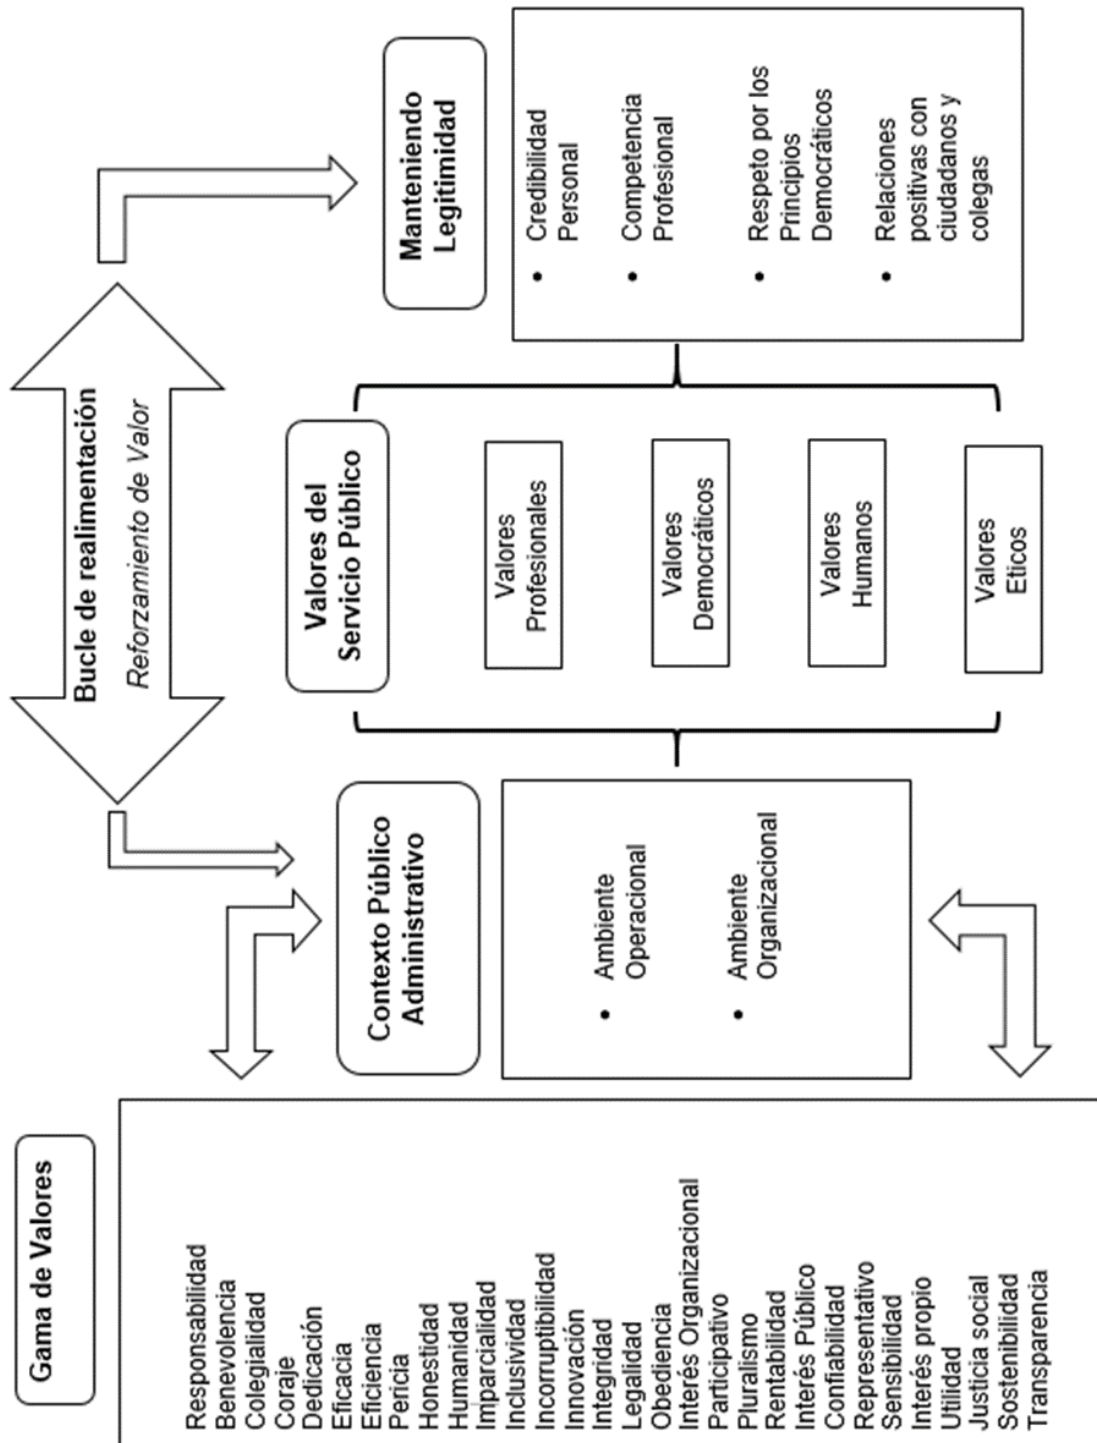 Gama de Valores
Responsabilidad
Benevolencia
Colegialidad
Coraje
Dedicación
Eficacia
Eficiencia
Pericia
Honestidad
Humanidad
Imparcialidad
Inclusividad
Incorruptibilidad
Innovación
Integridad
Legalidad
Obediencia
Interés Organizacional
Participativo
Pluralismo
Rentabilidad
Interés Público
Confiabilidad
Representativo
Sensibilidad
Interés propio
Utilidad
Justicia social
Sostenibilidad
Transparencia
Bucle de realimentación
Reforzamiento de Valor
Contexto Público
Administrativo
• Ambiente
Operacional
• Ambiente
Organizacional
Valores del
Servicio Público
Valores
Profesionales
Valores
Democráticos
Valores
Humanos
Valores
Eticos
Manteniendo
Legitimidad
• Credibilidad
Personal
• Competencia
Profesional
• Respeto por los
Principios
Democráticos
• Relaciones
positivas con
ciudadanos y
colegas